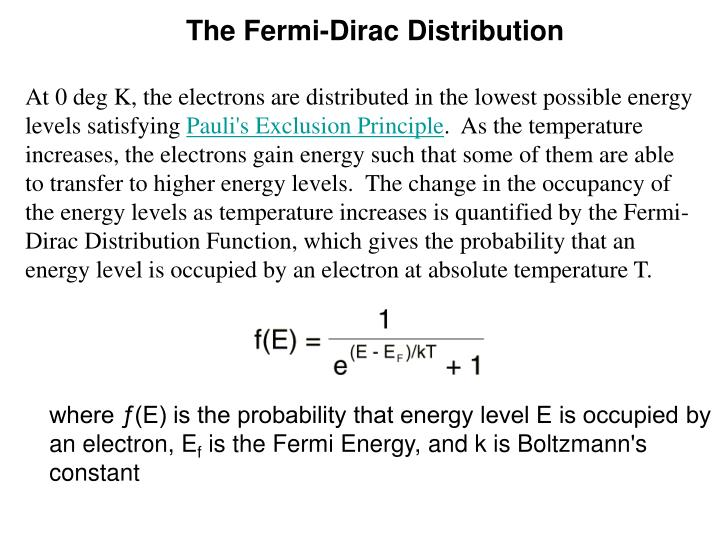 The Fermi-Dirac Distribution
At 0 deg K, the electrons are distributed in the lowest possible energy
levels satisfying Pauli's Exclusion Principle.  As the temperature
increases, the electrons gain energy such that some of them are able
to transfer to higher energy levels.  The change in the occupancy of
the energy levels as temperature increases is quantified by the Fermi-
Dirac Distribution Function, which gives the probability that an
energy level is occupied by an electron at absolute temperature T.
1
f(E) =
e^(E - E_F)/kT + 1
where ƒ(E) is the probability that energy level E is occupied by
an electron, E_f is the Fermi Energy, and k is Boltzmann's
constant